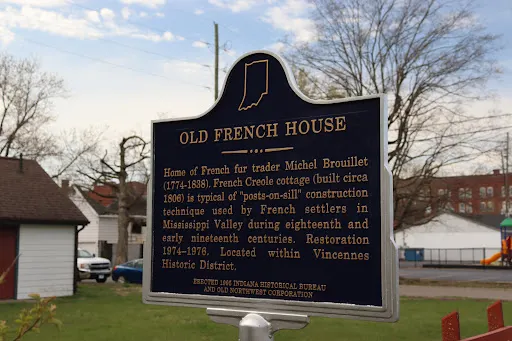 OLD FRENCH HOUSE
Home of French fur trader Michel Brouillet
(1774-1838). French Creole cottage (built circa
1806) is typical of "posts-on-sill" construction
technique used by French settlers in
Mississippi Valley during eighteenth and
early nineteenth centuries. Restoration
1974-1976. Located within Vincennes
Historic District.
ERECTED 1995 INDIANA HISTORICAL BUREAU
AND OLD NORTHWEST CORPORATION